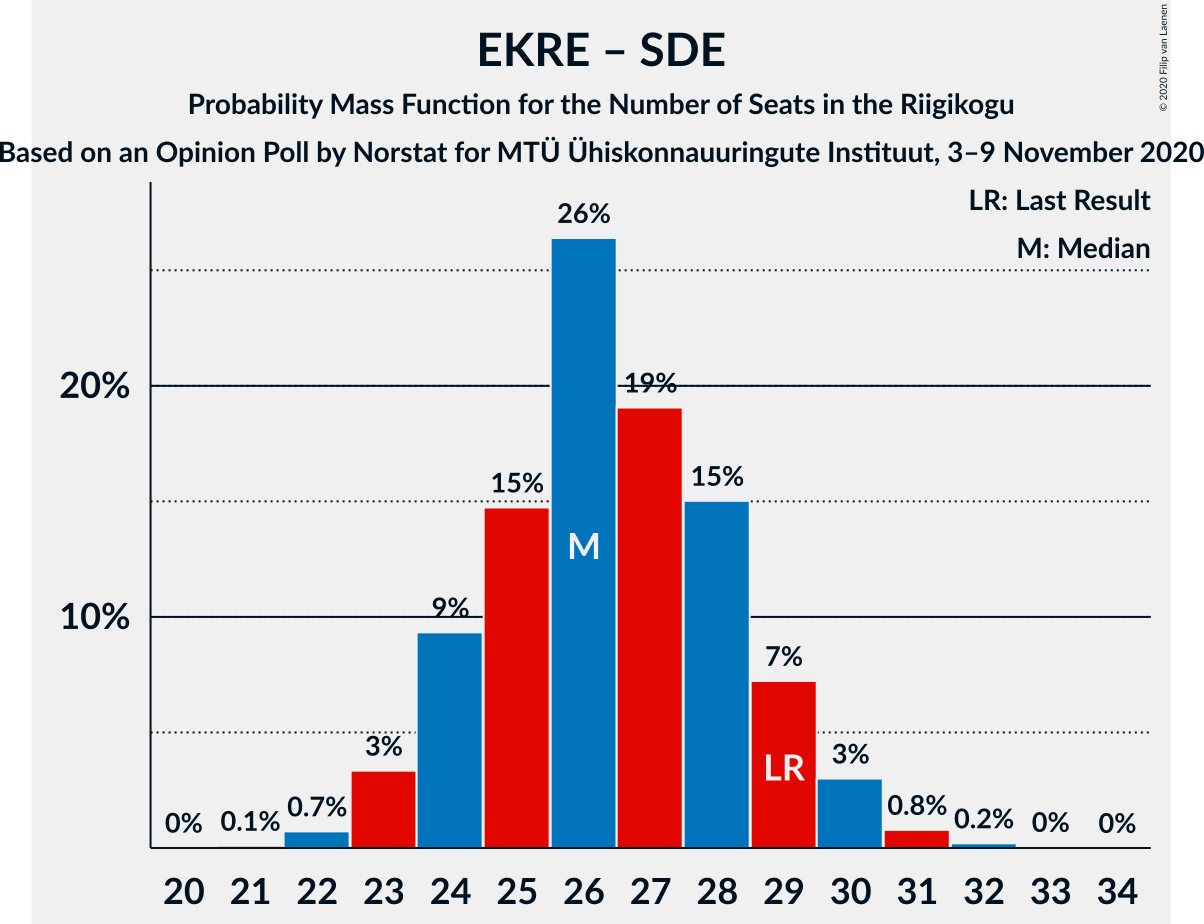 EKRE – SDE
Probability Mass Function for the Number of Seats in the Riigikogu
Based on an Opinion Poll by Norstat for MTÜ Ühiskonnauuringute Instituut, 3–9 November 2020
© 2020 Filip van Laenen
LR: Last Result
M: Median
20%
10%
0%
0.1%
0.7%
3%
9%
15%
26%
19%
15%
7%
3%
0.8%
0.2%
0%
0%
M
LR
20 21 22 23 24 25 26 27 28 29 30 31 32 33 34